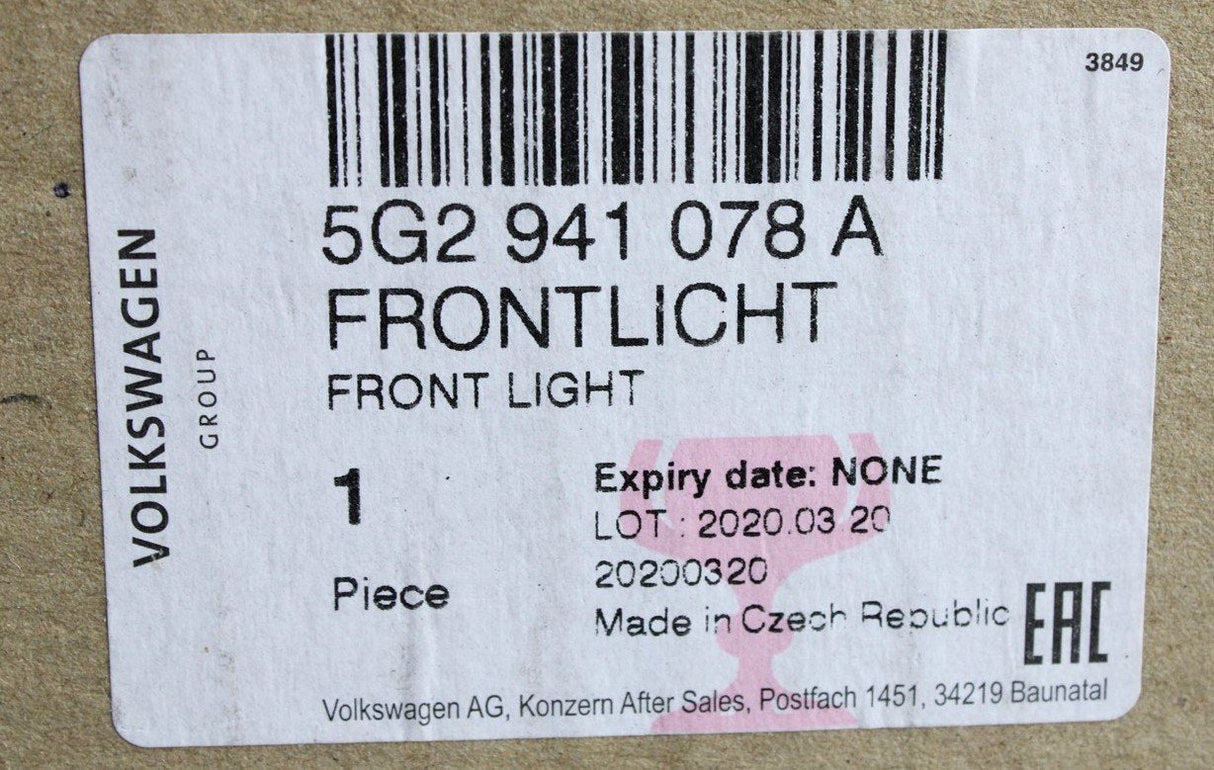 3849
5G2 941 078 A
FRONTLICHT
FRONT LIGHT
VOLKSWAGEN
GROUP
1
Piece
Expiry date: NONE
LOT : 2020.03 20
20200320
Made in Czech Republic
EAC
Volkswagen AG, Konzern After Sales, Postfach 1451, 34219 Baunatal